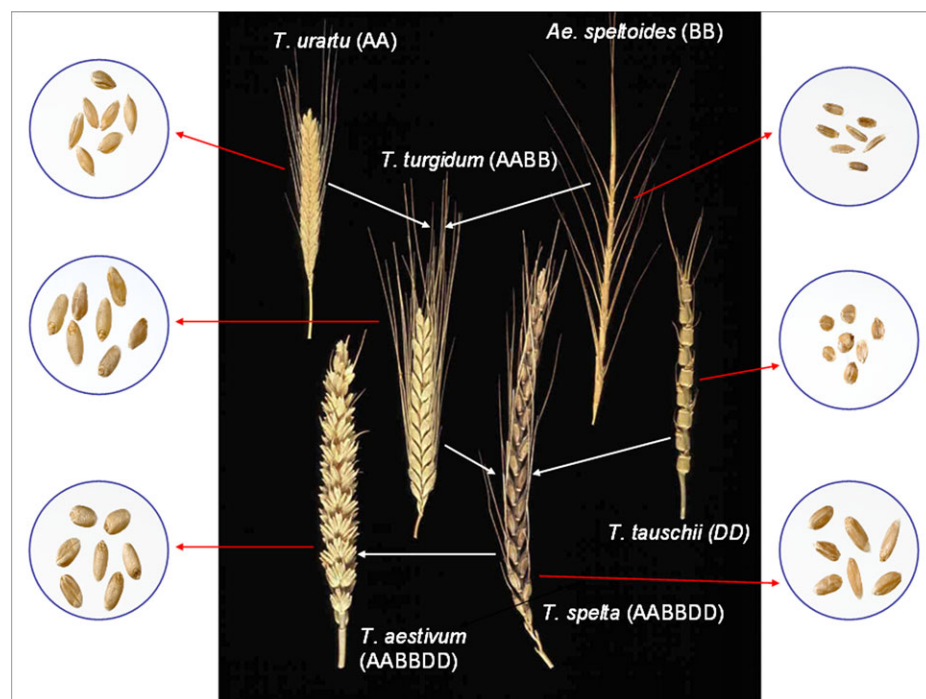 T. urartu (AA)
Ae. speltoides (BB)
T. turgidum (AABB)
T. tauschii (DD)
T. spelta (AABBDD)
T. aestivum
(AABBDD)